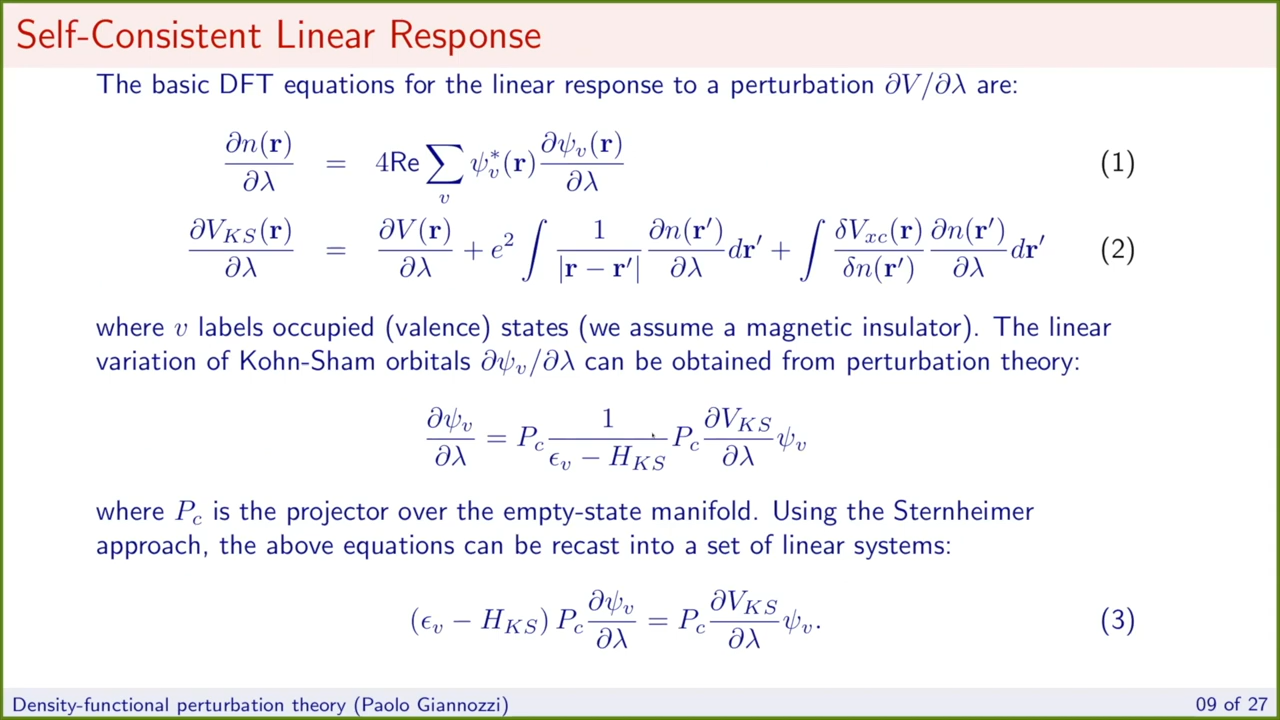 Self-Consistent Linear Response
The basic DFT equations for the linear response to a perturbation ∂V/∂λ are:
∂n(r)/∂λ = 4Re ∑_v ψ*_v(r) ∂ψ_v(r)/∂λ (1)
∂V_KS(r)/∂λ = ∂V(r)/∂λ + e² ∫ 1/|r − r′| ∂n(r′)/∂λ dr′ + ∫ δV_xc(r)/δn(r′) ∂n(r′)/∂λ dr′ (2)
where v labels occupied (valence) states (we assume a magnetic insulator). The linear
variation of Kohn-Sham orbitals ∂ψ_v/∂λ can be obtained from perturbation theory:
∂ψ_v/∂λ = P_c 1/(ϵ_v − H_KS) P_c ∂V_KS/∂λ ψ_v
where P_c is the projector over the empty-state manifold. Using the Sternheimer
approach, the above equations can be recast into a set of linear systems:
(ϵ_v − H_KS) P_c ∂ψ_v/∂λ = P_c ∂V_KS/∂λ ψ_v. (3)
Density-functional perturbation theory (Paolo Giannozzi) 09 of 27